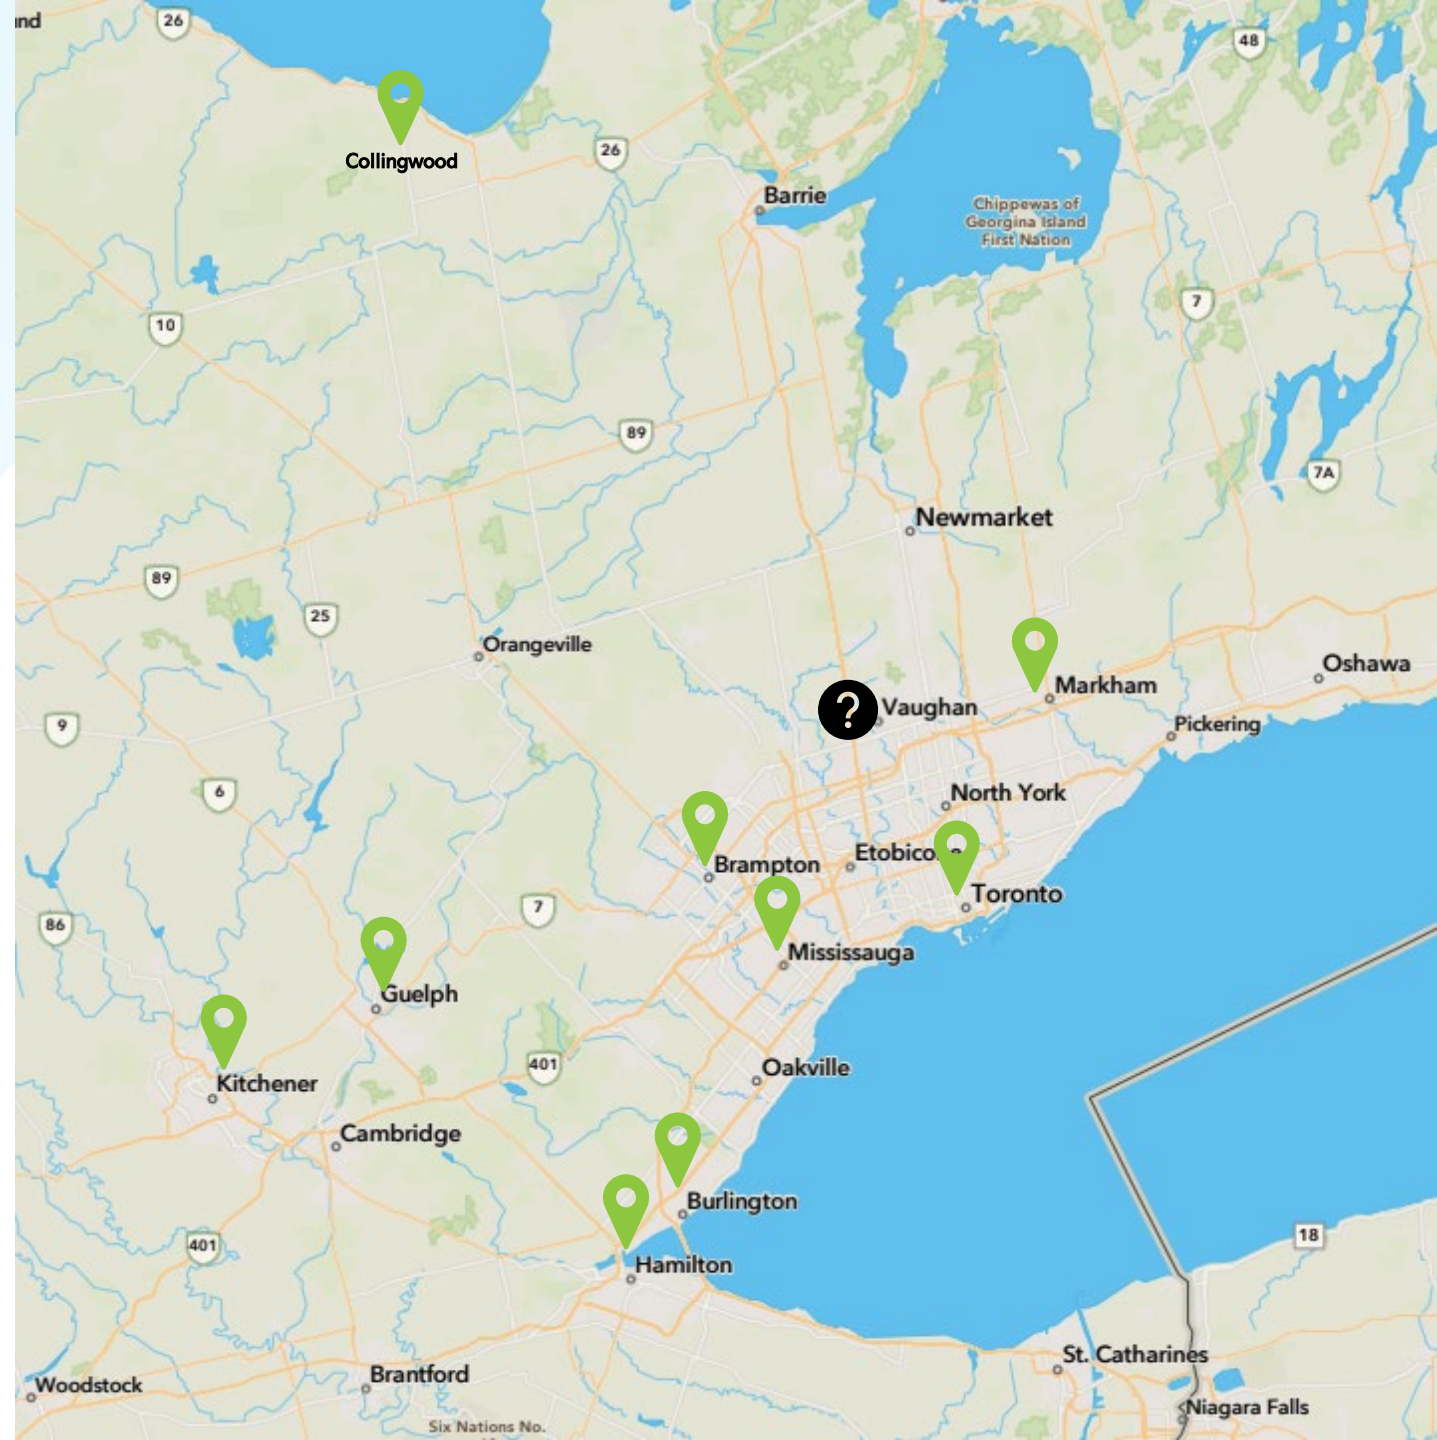 nd
26
48
Collingwood
26
Barrie
Chippewas of
Georgina Island
First Nation
7
10
89
7A
Newmarket
89
25
Orangeville
Oshawa
Markham
9
?
Vaughan
Pickering
6
North York
Etobico
Brampton
7
Toronto
86
Mississauga
Guelph
401
Oakville
Kitchener
Cambridge
Burlington
18
401
Hamilton
St. Catharines
Brantford
Woodstock
Niagara Falls
Six Nations No.